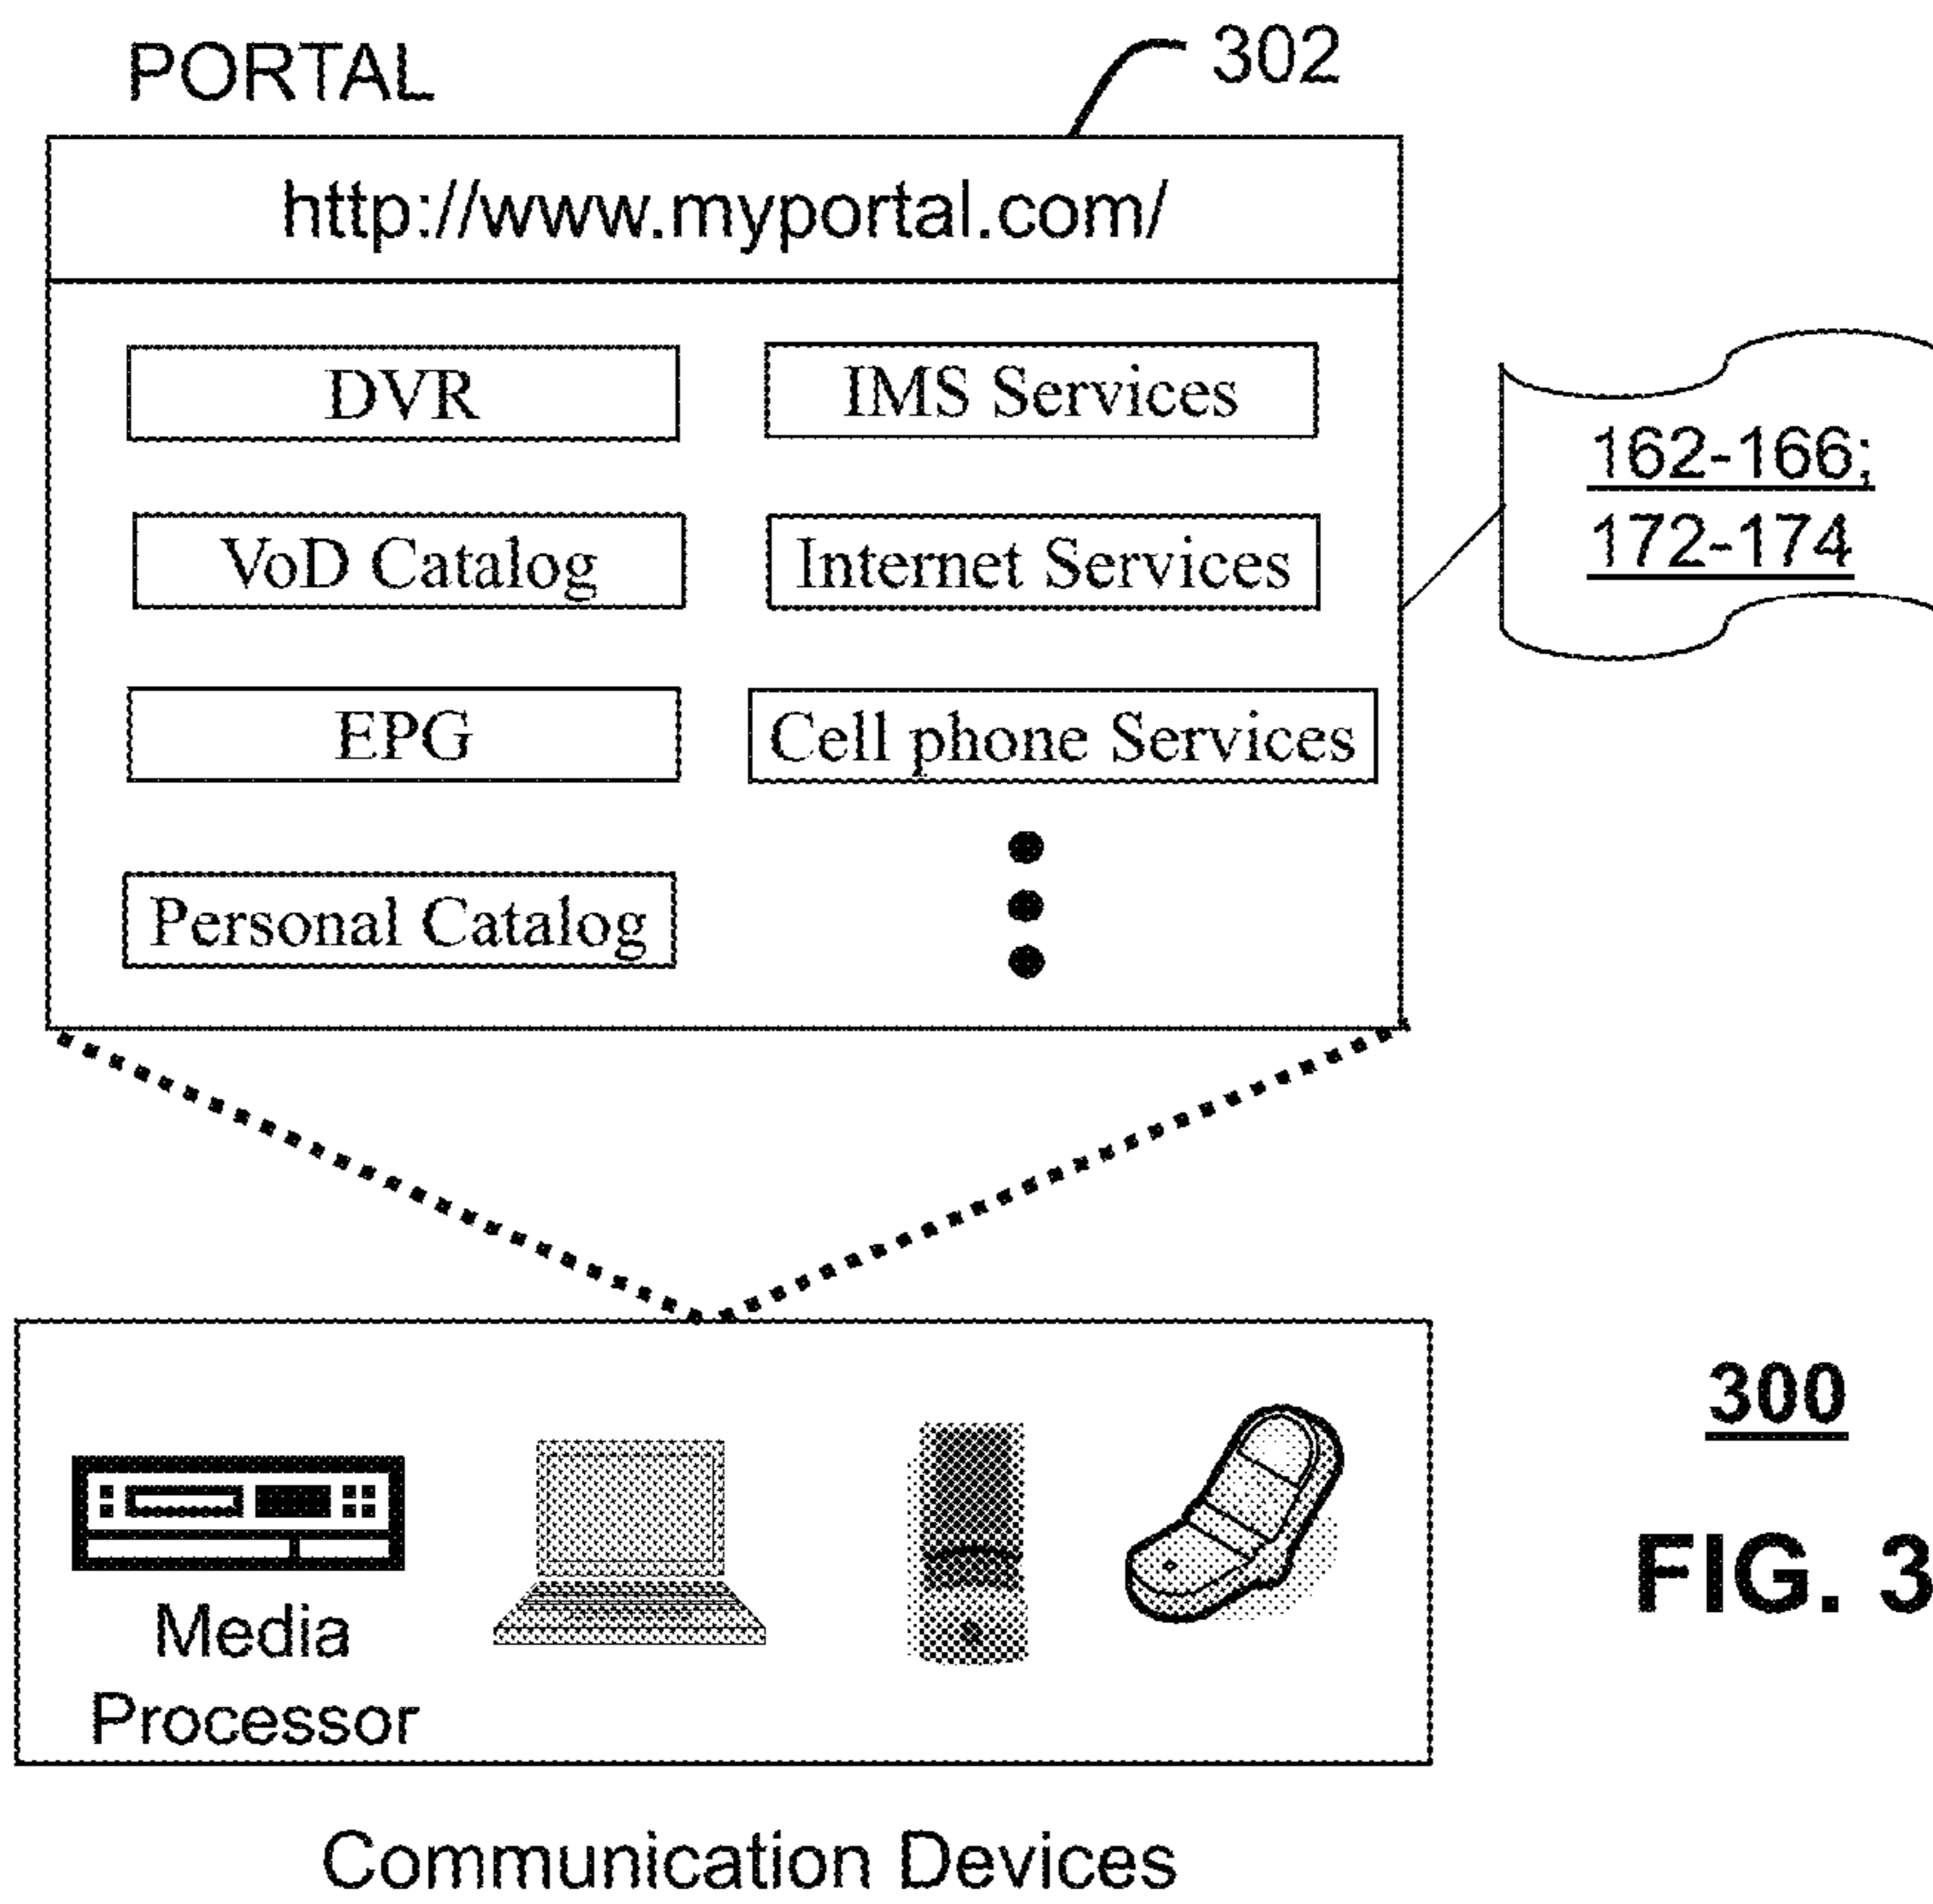 PORTAL
302
http://www.myportal.com/
DVR
IMS Services
162-166;
172-174
VoD Catalog
Internet Services
EPG
Cell phone Services
Personal Catalog
300
FIG. 3
Media
Processor
Communication Devices